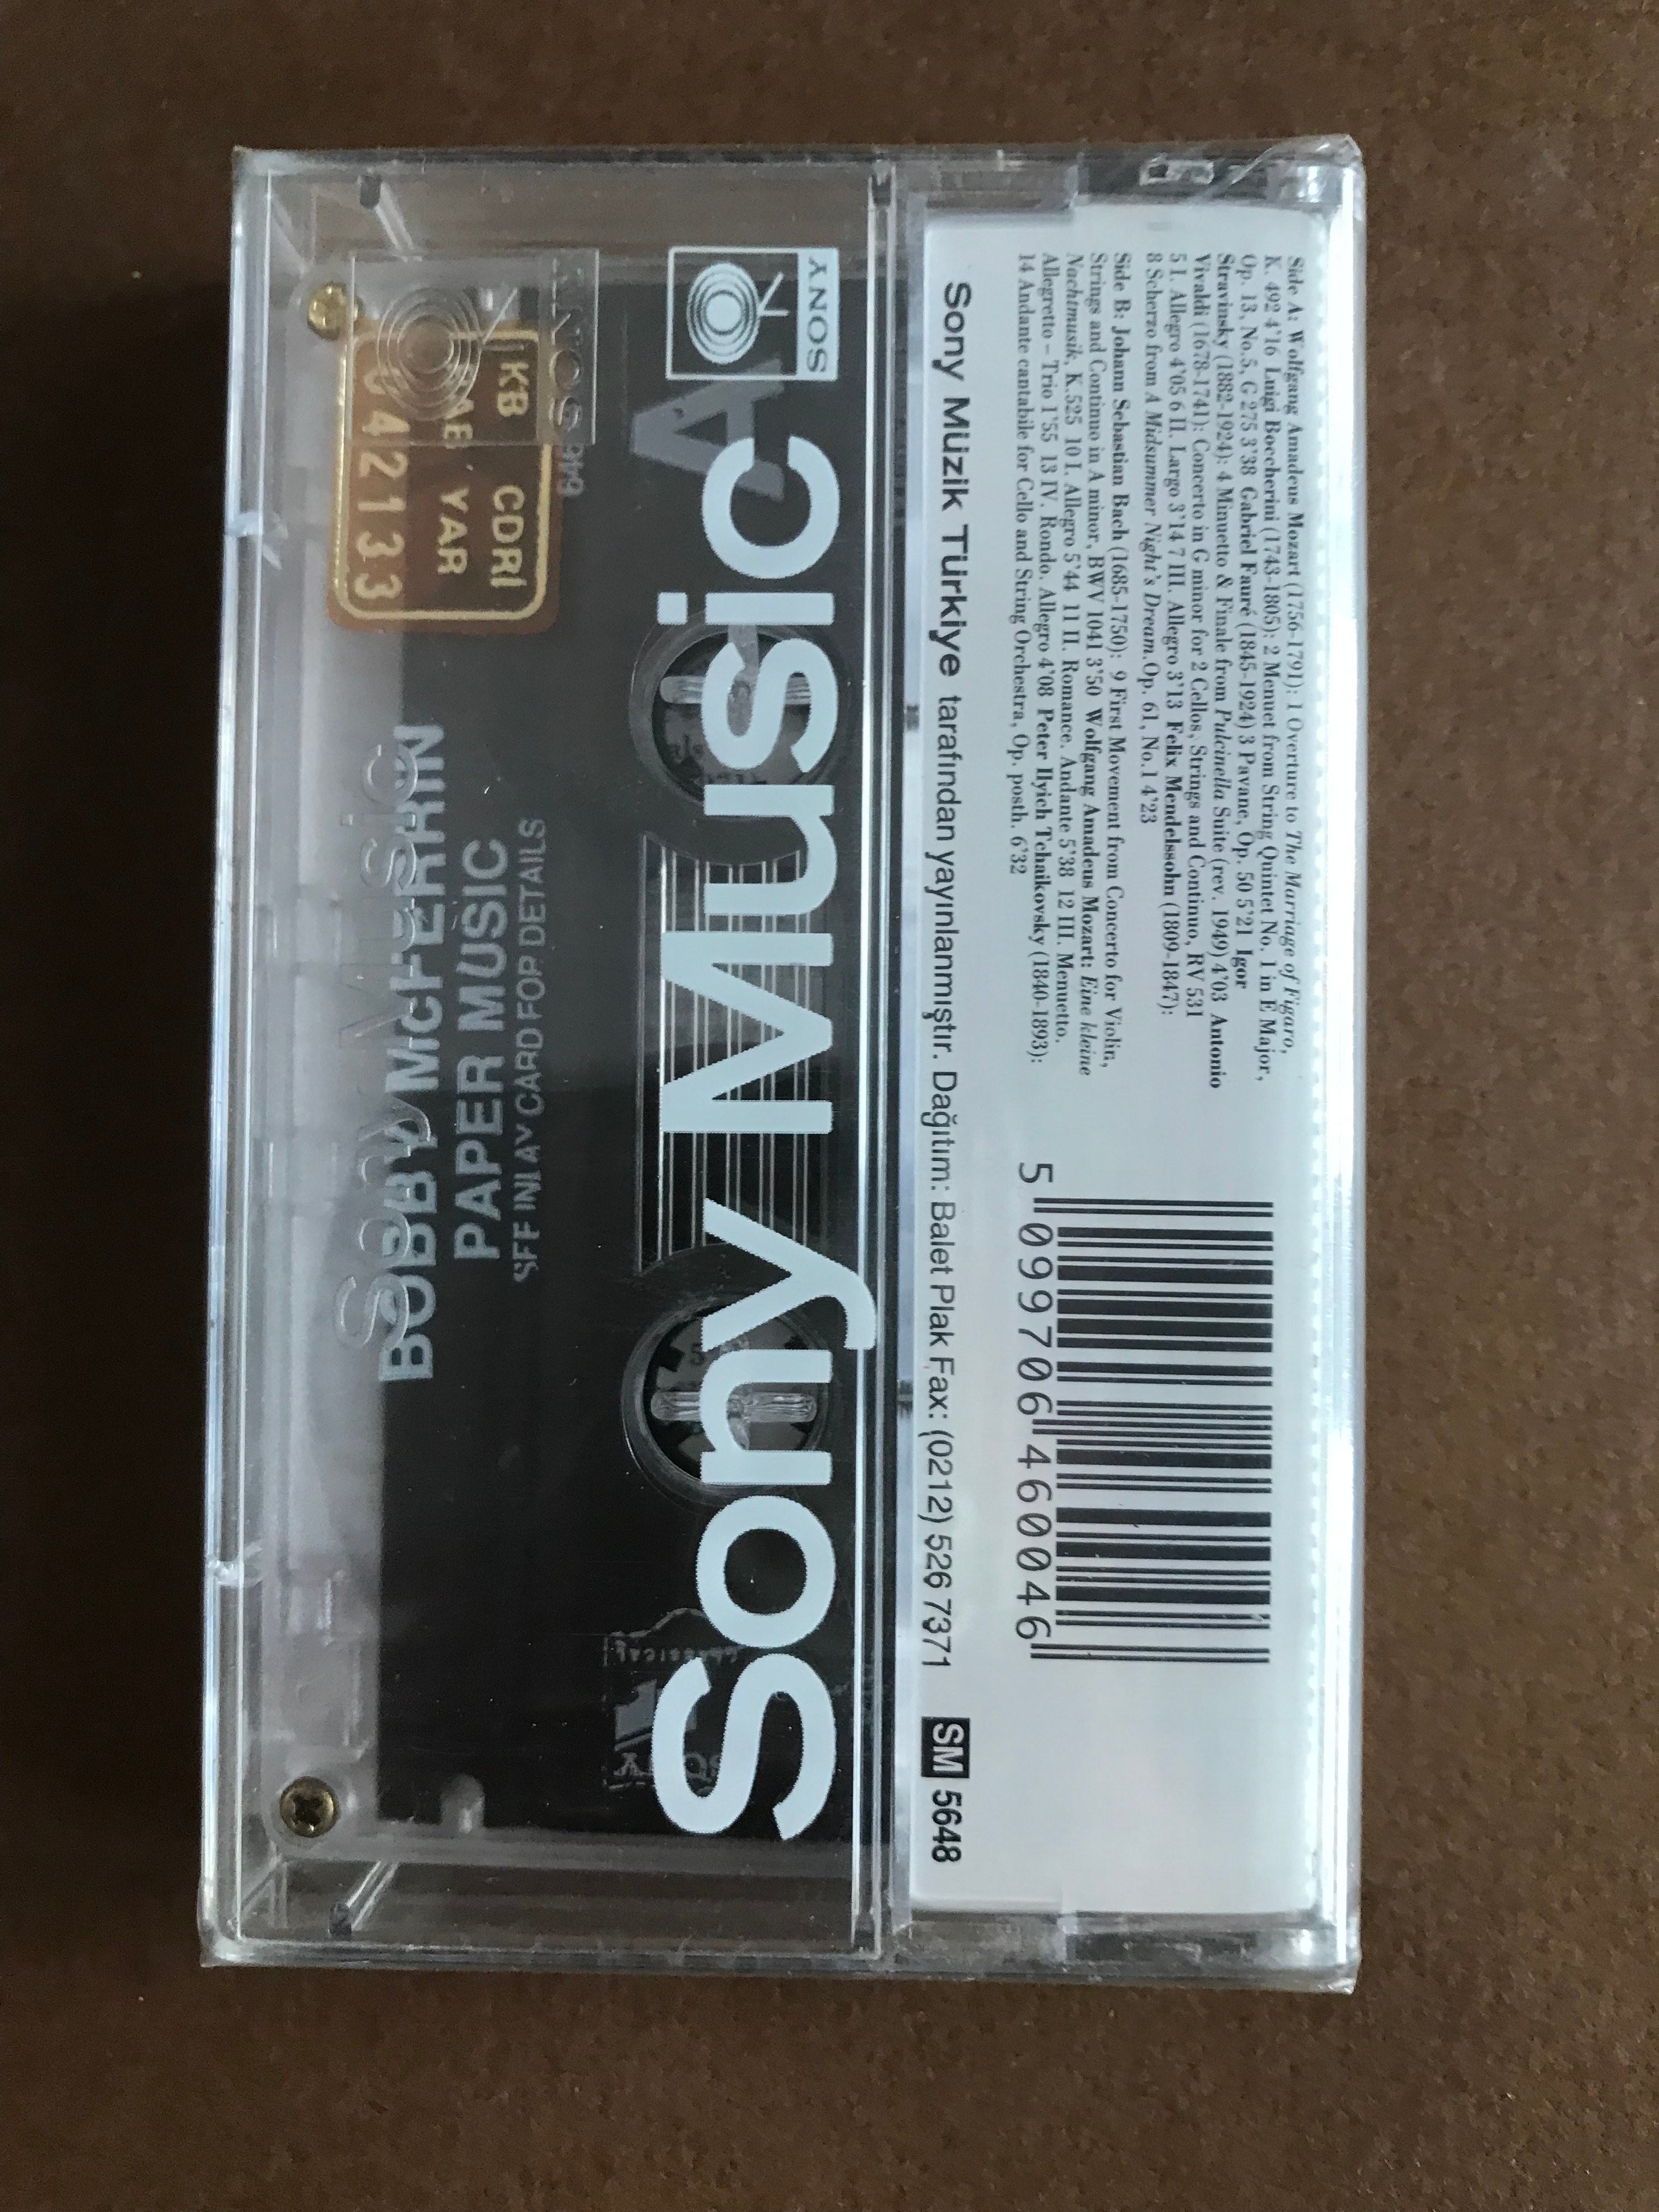 Side A: Wolfgang Amadeus Mozart (1756-1791): 1 Overture to The Marriage of Figaro,
K. 492 4'16 Luigi Boccherini (1743-1805): 2 Menuet from String Quintet No. 1 in E Major,
Op. 13, No.5, G 275 3'38 Gabriel Fauré (1845-1924) 3 Pavane, Op. 50 5'21 Igor
Stravinsky (1882-1924): 4 Minuetto & Finale from Pulcinella Suite (rev. 1949) 4'03 Antonio
Vivaldi (1678-1741): Concerto in G minor for 2 Cellos, Strings and Continuo, RV 531
5 I. Allegro 4'05 6 II. Largo 3'14 7 III. Allegro 3'13 Felix Mendelssohn (1809-1847):
8 Scherzo from A Midsummer Night's Dream, Op. 61, No.1 4'23
Side B: Johann Sebastian Bach (1685-1750): 9 First Movement from Concerto for Violin,
Strings and Continuo in A minor, BWV 1041 3'50 Wolfgang Amadeus Mozart: Eine kleine
Nachtmusik, K.525 10 I. Allegro 5'44 11 II. Romance. Andante 5'38 12 III. Menuetto.
Allegretto – Trio 1'55 13 IV. Rondo. Allegro 4'08 Peter Ilyich Tchaikovsky (1840-1893):
14 Andante cantabile for Cello and String Orchestra, Op. posth. 6'32
5 099706 460046
Sony Müzik Türkiye tarafından yayınlanmıştır. Dağıtım: Balet Plak Fax: (0212) 526 7371 SM 5648
Sony Music
SONY
A
SEE INLAY CARD FOR DETAILS
PAPER MUSIC
BOBBY McFERRIN
Sony Music
KB CDRİ
YAR
042133